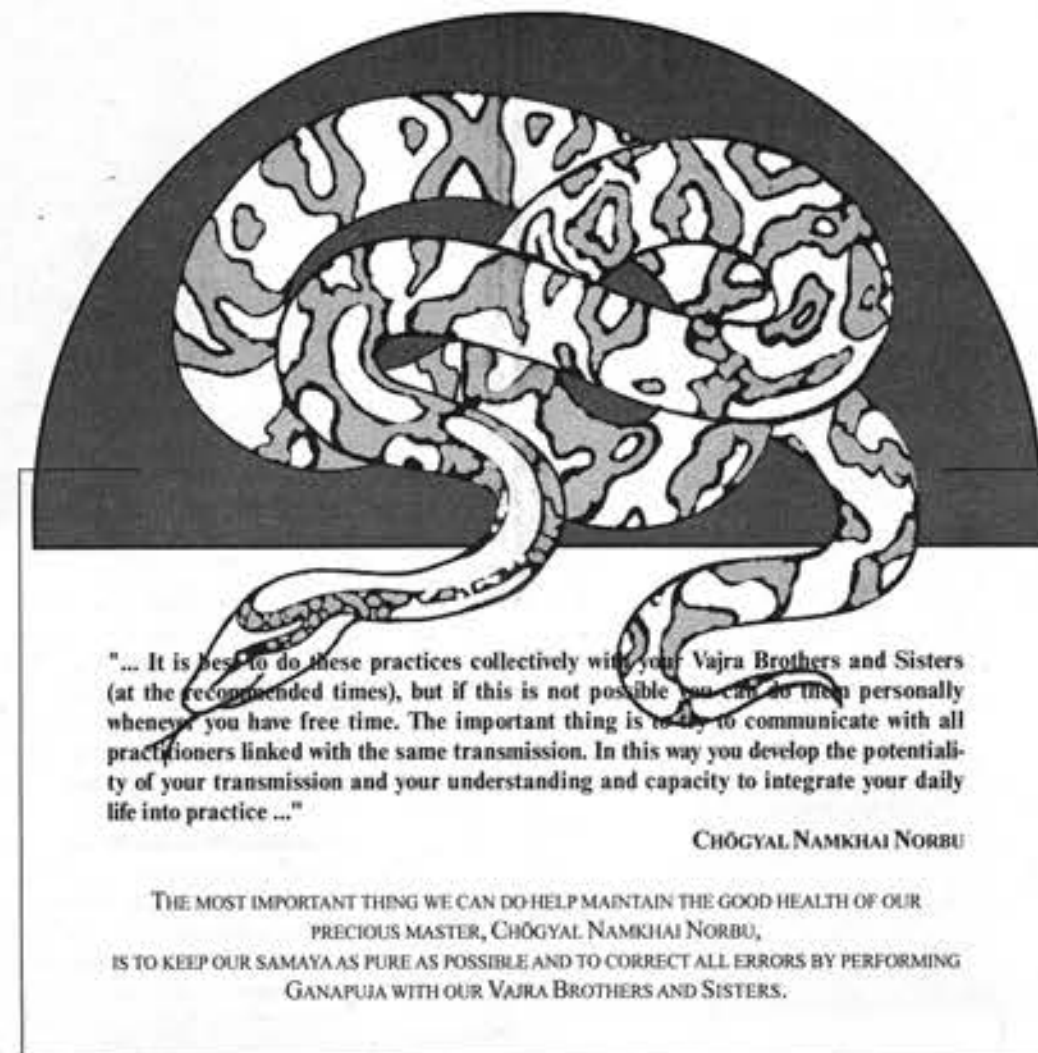 "... It is best to do these practices collectively with your Vajra Brothers and Sisters
(at the recommended times), but if this is not possible you can do them personally
whenever you have free time. The important thing is to try to communicate with all
practitioners linked with the same transmission. In this way you develop the potentiali-
ty of your transmission and your understanding and capacity to integrate your daily
life into practice ..."
CHÖGYAL NAMKHAI NORBU
THE MOST IMPORTANT THING WE CAN DO HELP MAINTAIN THE GOOD HEALTH OF OUR
PRECIOUS MASTER, CHÖGYAL NAMKHAI NORBU,
IS TO KEEP OUR SAMAYA AS PURE AS POSSIBLE AND TO CORRECT ALL ERRORS BY PERFORMING
GANAPUJA WITH OUR VAJRA BROTHERS AND SISTERS.